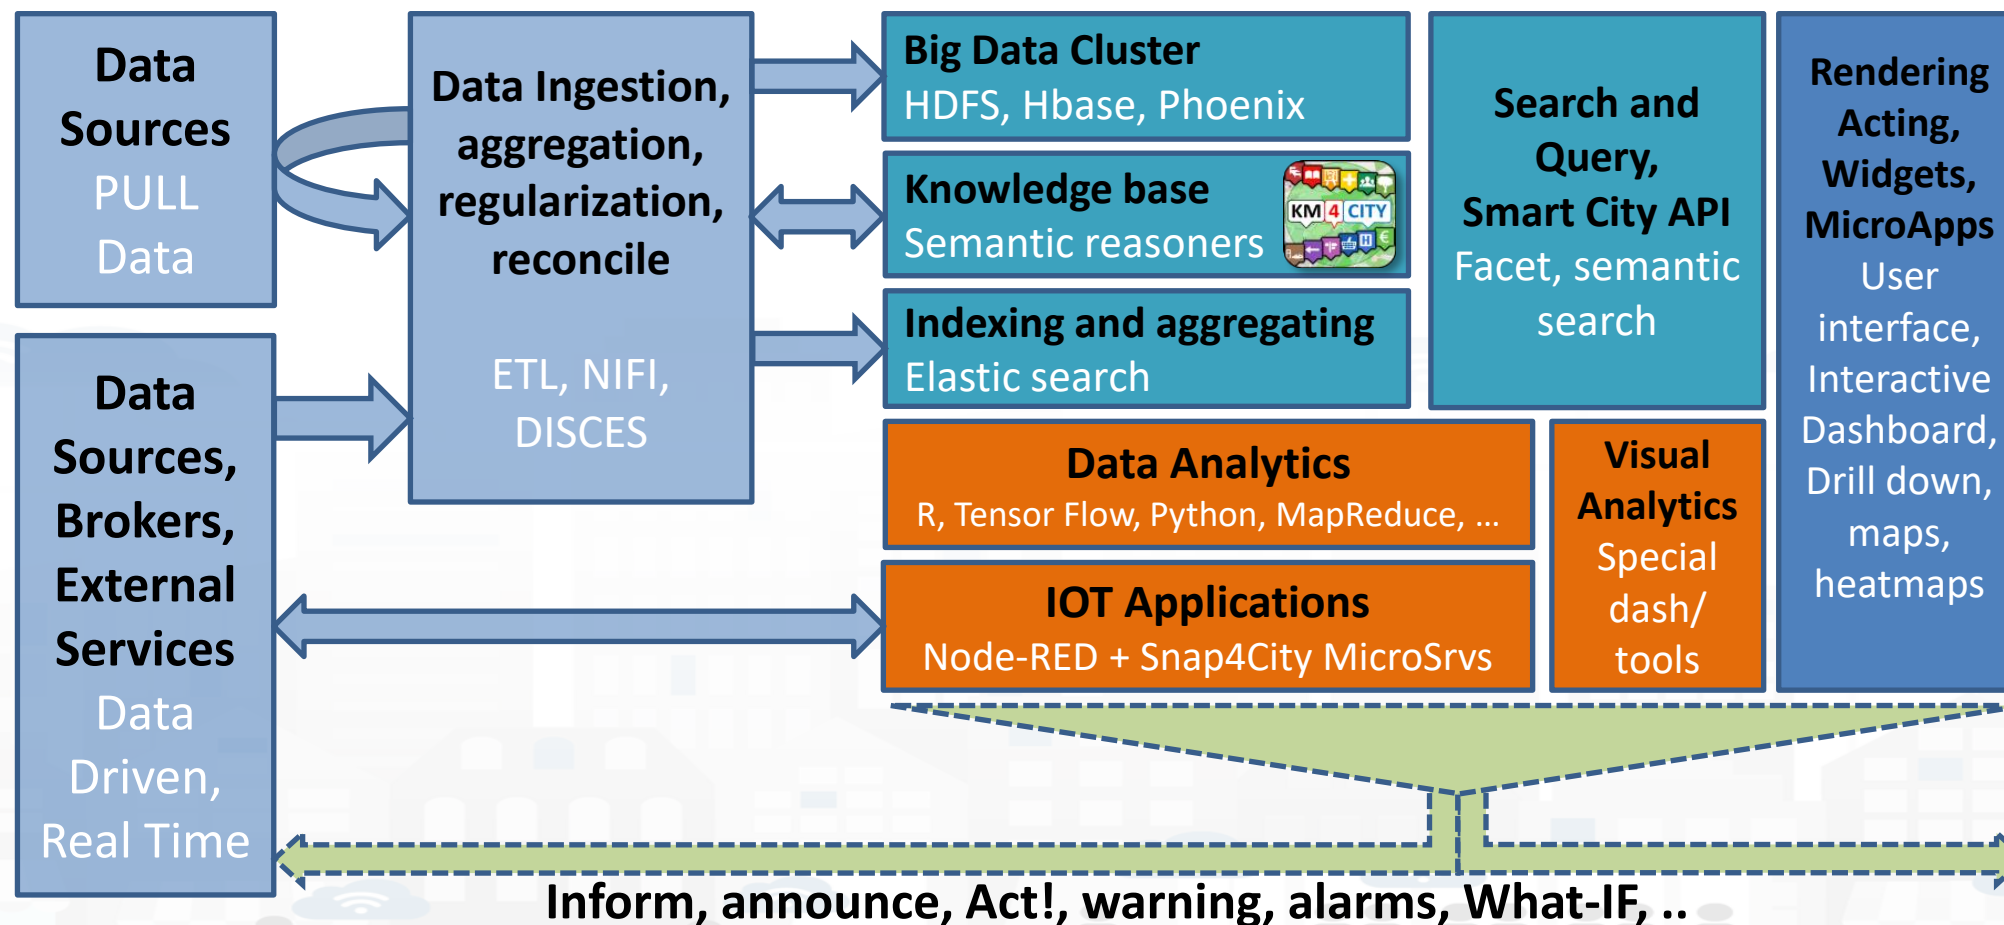 Data
Sources
PULL
Data
Data
Sources,
Brokers,
External
Services
Data
Driven,
Real Time
Data Ingestion,
aggregation,
regularization,
reconcile
ETL, NIFI,
DISCES
Big Data Cluster
HDFS, Hbase, Phoenix
Knowledge base
Semantic reasoners
KM 4 CITY
Indexing and aggregating
Elastic search
Data Analytics
R, Tensor Flow, Python, MapReduce, ...
IOT Applications
Node-RED + Snap4City MicroSrvs
Search and
Query,
Smart City API
Facet, semantic
search
Visual
Analytics
Special
dash/
tools
Rendering
Acting,
Widgets,
MicroApps
User
interface,
Interactive
Dashboard,
Drill down,
maps,
heatmaps
Inform, announce, Act!, warning, alarms, What-IF, ..